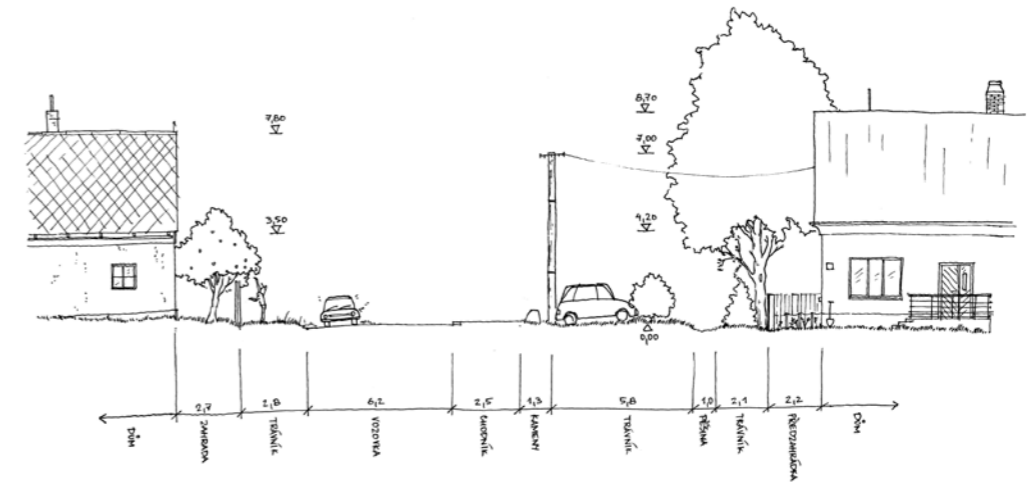 8,70
7,80
7,00
3,50
4,20
0,00
2,7
2,8
6,2
2,5
1,3
5,8
1,0
2,1
2,2
DŮM
ZAHRADA
TRÁVNÍK
VOZOVKA
CHODNÍK
KAMENY
TRÁVNÍK
PĚŠINA
TRÁVNÍK
PŘEDZAHRÁDKA
DŮM